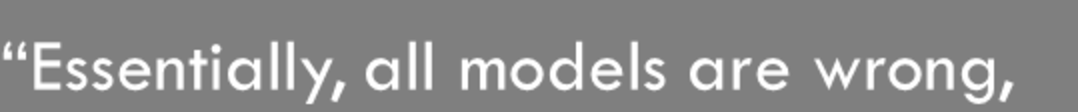 “Essentially, all models are wrong,